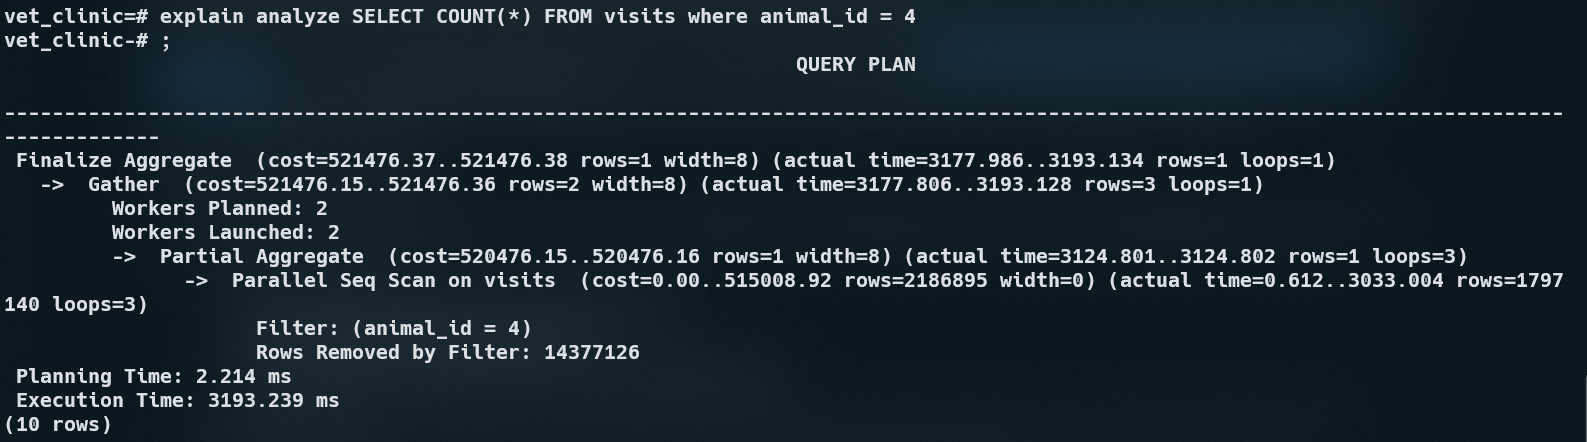 vet_clinic=# explain analyze SELECT COUNT(*) FROM visits where animal_id = 4
vet_clinic-# ;
QUERY PLAN
----------------------------------------------------------------------------------------------------------------------------------
-------------
Finalize Aggregate  (cost=521476.37..521476.38 rows=1 width=8) (actual time=3177.986..3193.134 rows=1 loops=1)
->  Gather  (cost=521476.15..521476.36 rows=2 width=8) (actual time=3177.806..3193.128 rows=3 loops=1)
Workers Planned: 2
Workers Launched: 2
->  Partial Aggregate  (cost=520476.15..520476.16 rows=1 width=8) (actual time=3124.801..3124.802 rows=1 loops=3)
->  Parallel Seq Scan on visits  (cost=0.00..515008.92 rows=2186895 width=0) (actual time=0.612..3033.004 rows=1797
140 loops=3)
Filter: (animal_id = 4)
Rows Removed by Filter: 14377126
Planning Time: 2.214 ms
Execution Time: 3193.239 ms
(10 rows)